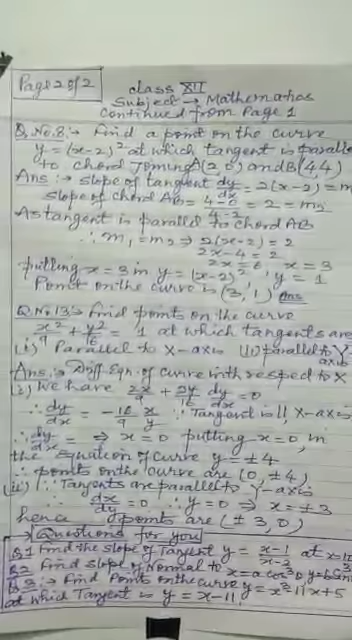 Page 2 of 2
class XII
Subject → Mathematics
Continued from Page 1
Q.No.8:→ Find a point on the curve
y = (x-2)² at which tangent is parallel
to chord Joining A(2,0) and B(4,4)
Ans:→ slope of tangent dy/dx = 2(x-2) = m
slope of chord AB = 4-0/4-2 = 2 = m₂
As tangent is parallel to chord AB
∴ m₁ = m₂ ⇒ 2(x-2) = 2
2x-4 = 2
2x = 6, x = 3
putting x = 3 in y = (x-2)², y = 1
Point on the curve is (3,1) Ans
Q.No.13:→ Find points on the curve
x²/9 + y²/16 = 1 at which tangents are
(i) Parallel to X-axis (ii) parallel to Y-
axis
Ans:→ Diff. Eqn. of curve with respect to X
(i) We have 2x/9 + 2y/16 dy/dx = 0
∴ dy/dx = -16/9 x/y ∵ Tangent is ||, X-axis
∴ dy/dx = ⇒ x = 0 putting x = 0, in
the equation of curve y = ±4
∴ points on the curve are (0, ±4)
(ii) ∵ Tangents are parallel to Y-axis
∴ dx/dy = 0 ∴ y = 0 ⇒ x = ±3
hence points are (±3, 0)
→ Questions for you
Q1 Find the slope of Tangent y = x-1/x-2 at x=10
Q2 Find slope of Normal to x = a cos³θ y = b sin³
Q3:→ Find Points on the curve y = x³-11x+5
at which Tangent is y = x-11